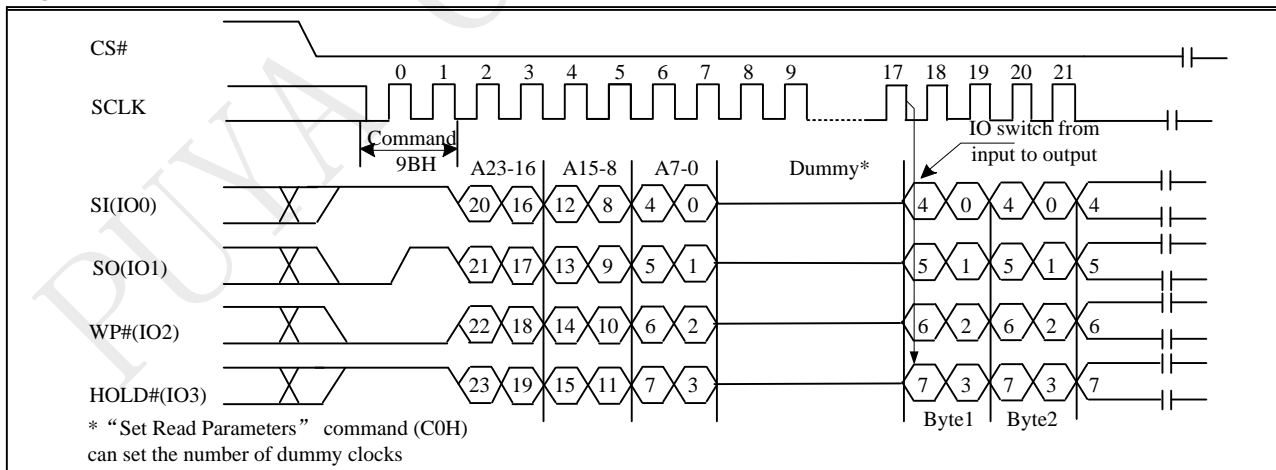 CS#
0 1 2 3 4 5 6 7 8 9 17 18 19 20 21
SCLK
Command
9BH
IO switch from
input to output
A23-16 A15-8 A7-0 Dummy*
SI(IO0) 20 16 12 8 4 0 4 0 4 0 4
SO(IO1) 21 17 13 9 5 1 5 1 5 1 5
WP#(IO2) 22 18 14 10 6 2 6 2 6 2 6
HOLD#(IO3) 23 19 15 11 7 3 7 3 7 3 7
Byte1 Byte2
* “Set Read Parameters” command (C0H)
can set the number of dummy clocks
PUYA